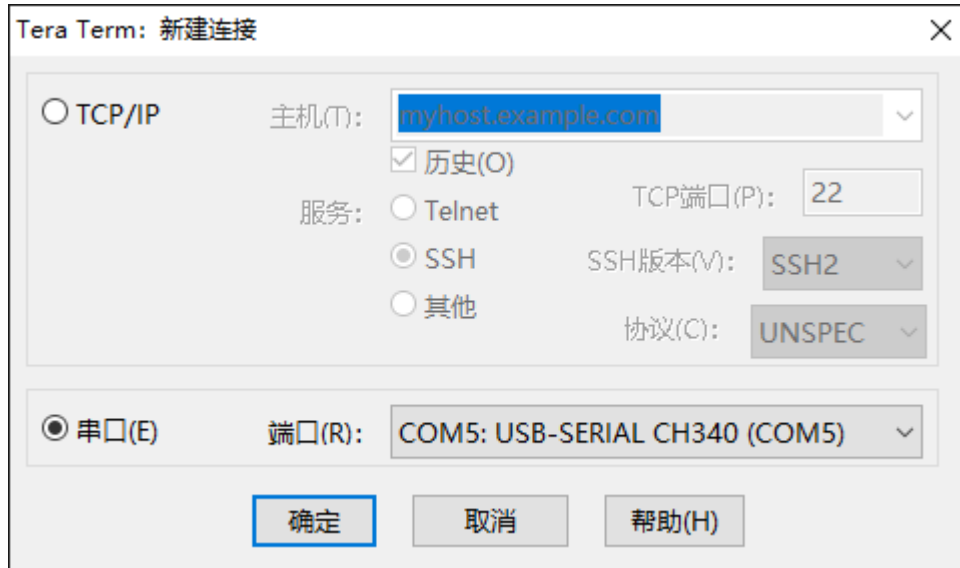 Tera Term: 新建连接
TCP/IP
主机(T):
myhost.example.com
历史(O)
服务:
Telnet
TCP端口(P):
22
SSH
SSH版本(V):
SSH2
其他
协议(C):
UNSPEC
串口(E)
端口(R):
COM5: USB-SERIAL CH340 (COM5)
确定
取消
帮助(H)